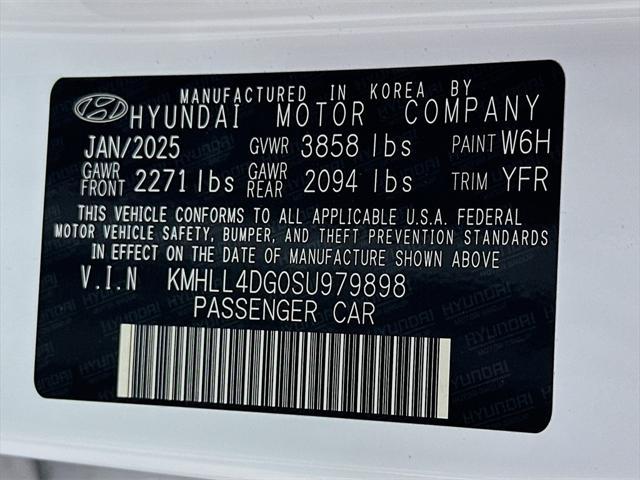 MANUFACTURED IN KOREA BY
HYUNDAI MOTOR COMPANY
JAN/2025 GVWR 3858 lbs PAINT W6H
GAWR FRONT 2271 lbs GAWR REAR 2094 lbs TRIM YFR
THIS VEHICLE CONFORMS TO ALL APPLICABLE U.S.A. FEDERAL
MOTOR VEHICLE SAFETY, BUMPER, AND THEFT PREVENTION STANDARDS
IN EFFECT ON THE DATE OF MANUFACTURE SHOWN ABOVE.
V.I.N KMHLL4DG0SU979898
PASSENGER CAR